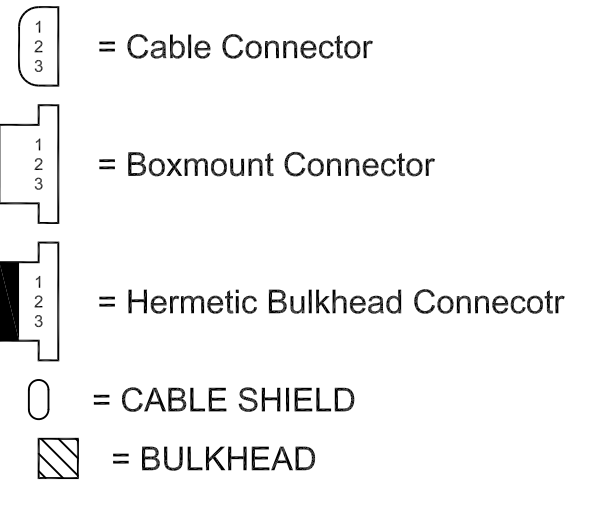 1
2
3
= Cable Connector
1
2
3
= Boxmount Connector
1
2
3
= Hermetic Bulkhead Connecotr
= CABLE SHIELD
= BULKHEAD